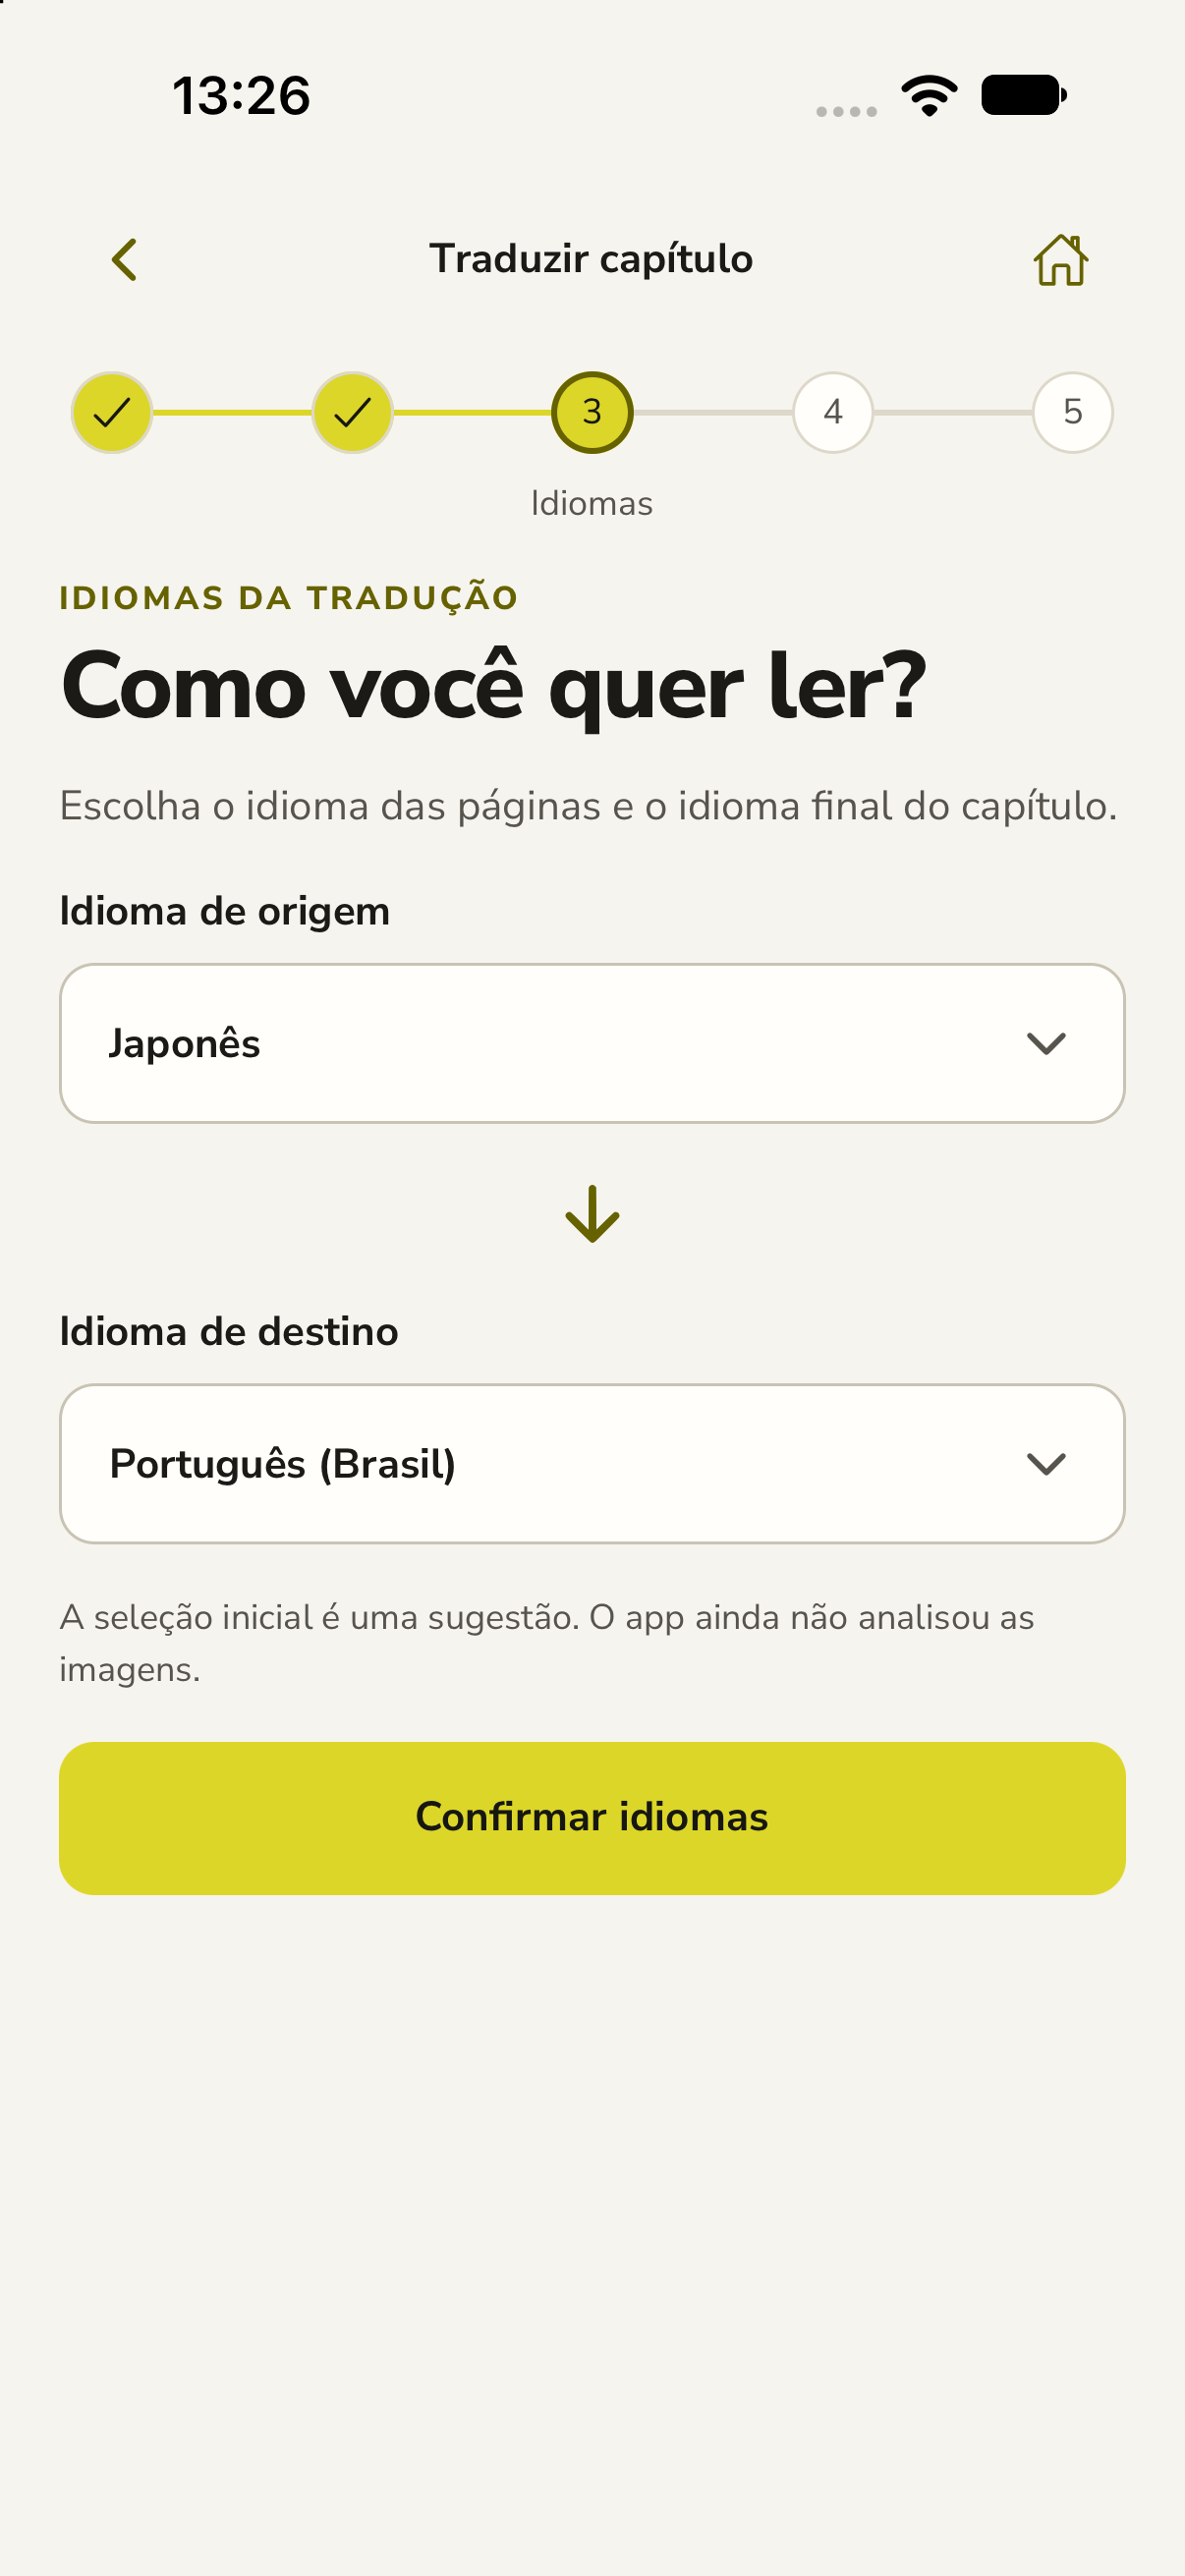 13:26
Traduzir capítulo
3
4
5
Idiomas
IDIOMAS DA TRADUÇÃO
Como você quer ler?
Escolha o idioma das páginas e o idioma final do capítulo.
Idioma de origem
Japonês
Idioma de destino
Português (Brasil)
A seleção inicial é uma sugestão. O app ainda não analisou as
imagens.
Confirmar idiomas